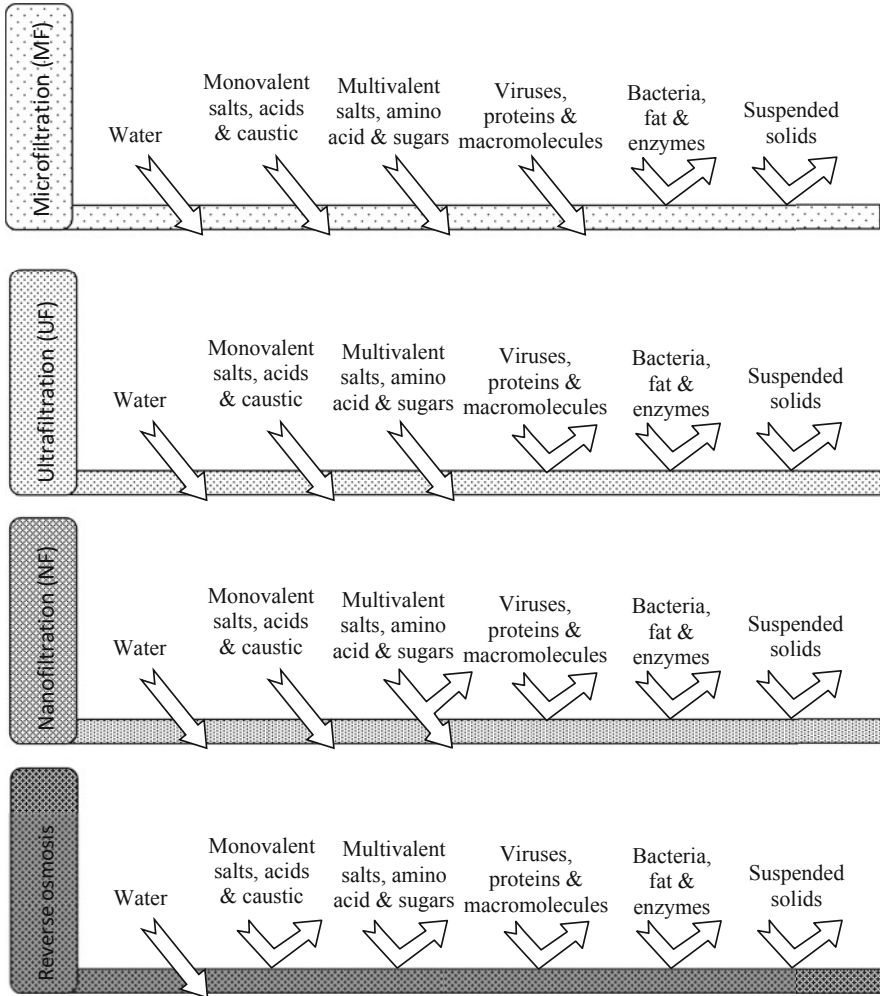 Microfiltration (MF)
Water
Monovalent
salts, acids
& caustic
Multivalent
salts, amino
acid & sugars
Viruses,
proteins &
macromolecules
Bacteria,
fat &
enzymes
Suspended
solids
Ultrafiltration (UF)
Water
Monovalent
salts, acids
& caustic
Multivalent
salts, amino
acid & sugars
Viruses,
proteins &
macromolecules
Bacteria,
fat &
enzymes
Suspended
solids
Nanofiltration (NF)
Water
Monovalent
salts, acids
& caustic
Multivalent
salts, amino
acid & sugars
Viruses,
proteins &
macromolecules
Bacteria,
fat &
enzymes
Suspended
solids
Reverse osmosis
Water
Monovalent
salts, acids
& caustic
Multivalent
salts, amino
acid & sugars
Viruses,
proteins &
macromolecules
Bacteria,
fat &
enzymes
Suspended
solids